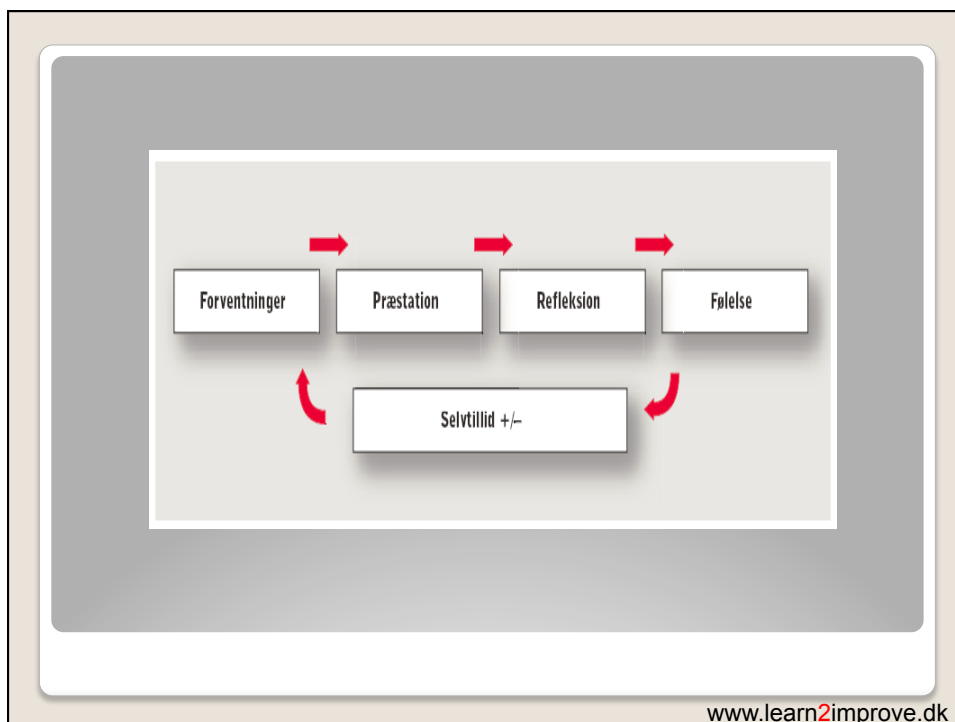 Forventninger
Præstation
Refleksion
Følelse
Selvtillid +/–
www.learn2improve.dk